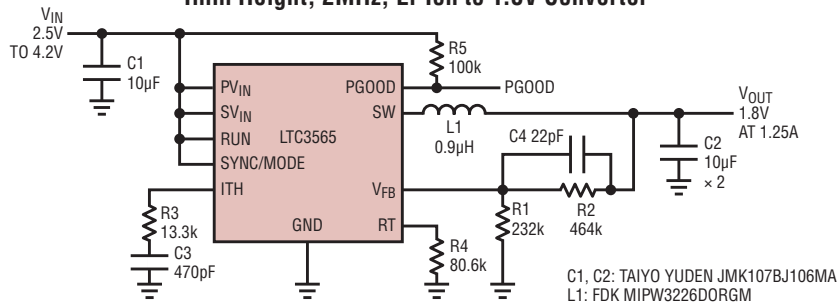 1mm Height, 2MHz, Li-Ion to 1.8V Converter
VIN
2.5V
TO 4.2V
C1
10µF
R5
100k
PVIN
SVIN
RUN
SYNC/MODE
ITH
LTC3565
GND
PGOOD
SW
VFB
RT
PGOOD
L1
0.9µH
C4 22pF
VOUT
1.8V
AT 1.25A
C2
10µF
× 2
R3
13.3k
C3
470pF
R1
232k
R2
464k
R4
80.6k
C1, C2: TAIYO YUDEN JMK107BJ106MA
L1: FDK MIPW3226DORGM